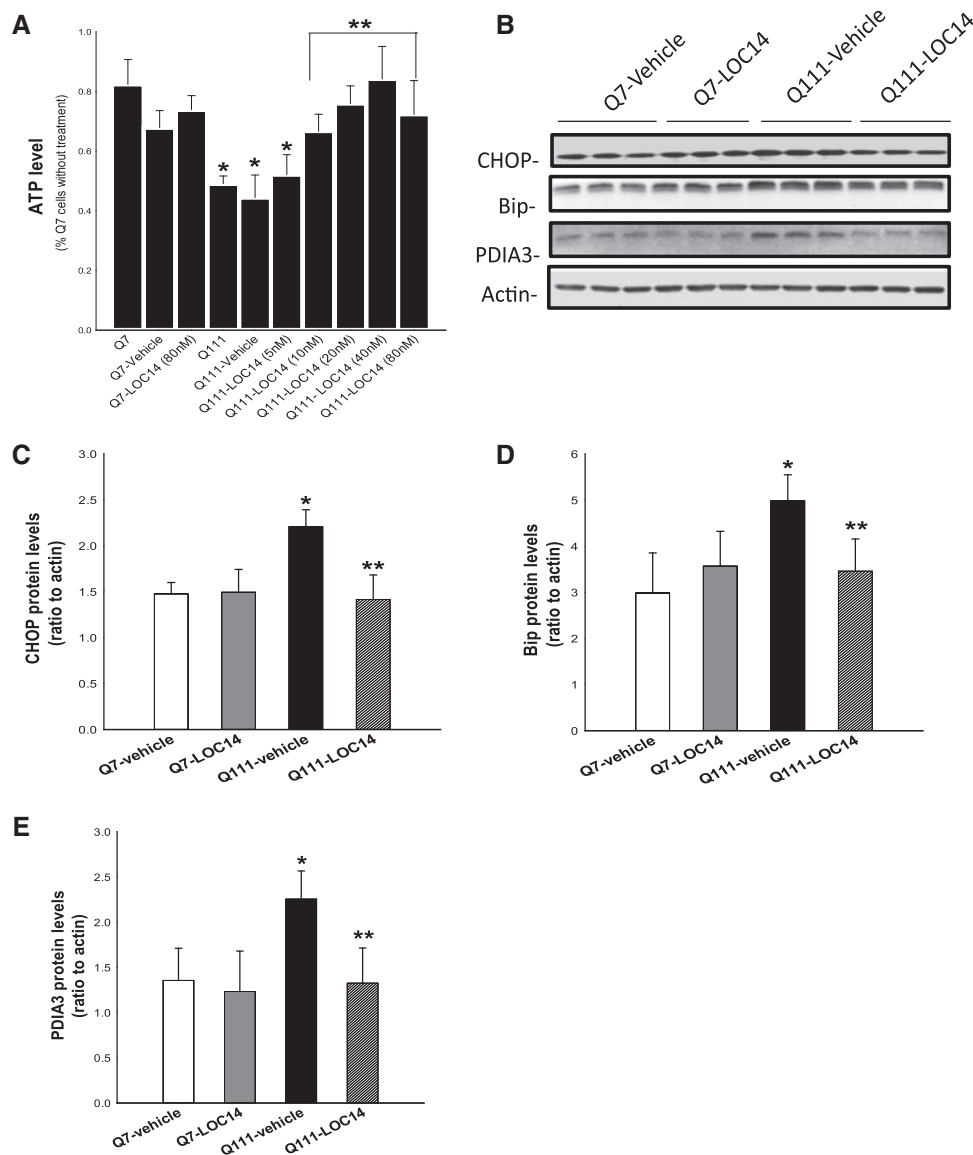 A
**
1.0
0.8
0.6
0.4
0.2
0.0
ATP level
(% Q7 cells without treatment)
*
*
*
Q7
Q7-Vehicle
Q7-LOC14 (80nM)
Q111
Q111-Vehicle
Q111-LOC14 (5nM)
Q111-LOC14 (10nM)
Q111-LOC14 (20nM)
Q111- LOC14 (40nM)
Q111-LOC14 (80nM)
B
Q7-Vehicle
Q7-LOC14
Q111-Vehicle
Q111-LOC14
CHOP-
Bip-
PDIA3-
Actin-
C
3.0
2.5
2.0
1.5
1.0
0.5
0.0
CHOP protein levels
(ratio to actin)
*
**
Q7-vehicle
Q7-LOC14
Q111-vehicle
Q111-LOC14
D
6
5
4
3
2
1
0
Bip protein levels
(ratio to actin)
*
**
Q7-vehicle
Q7-LOC14
Q111-vehicle
Q111-LOC14
E
3.0
2.5
2.0
1.5
1.0
0.5
0.0
PDIA3 protein levels
(ratio to actin)
*
**
Q7-vehicle
Q7-LOC14
Q111-vehicle
Q111-LOC14